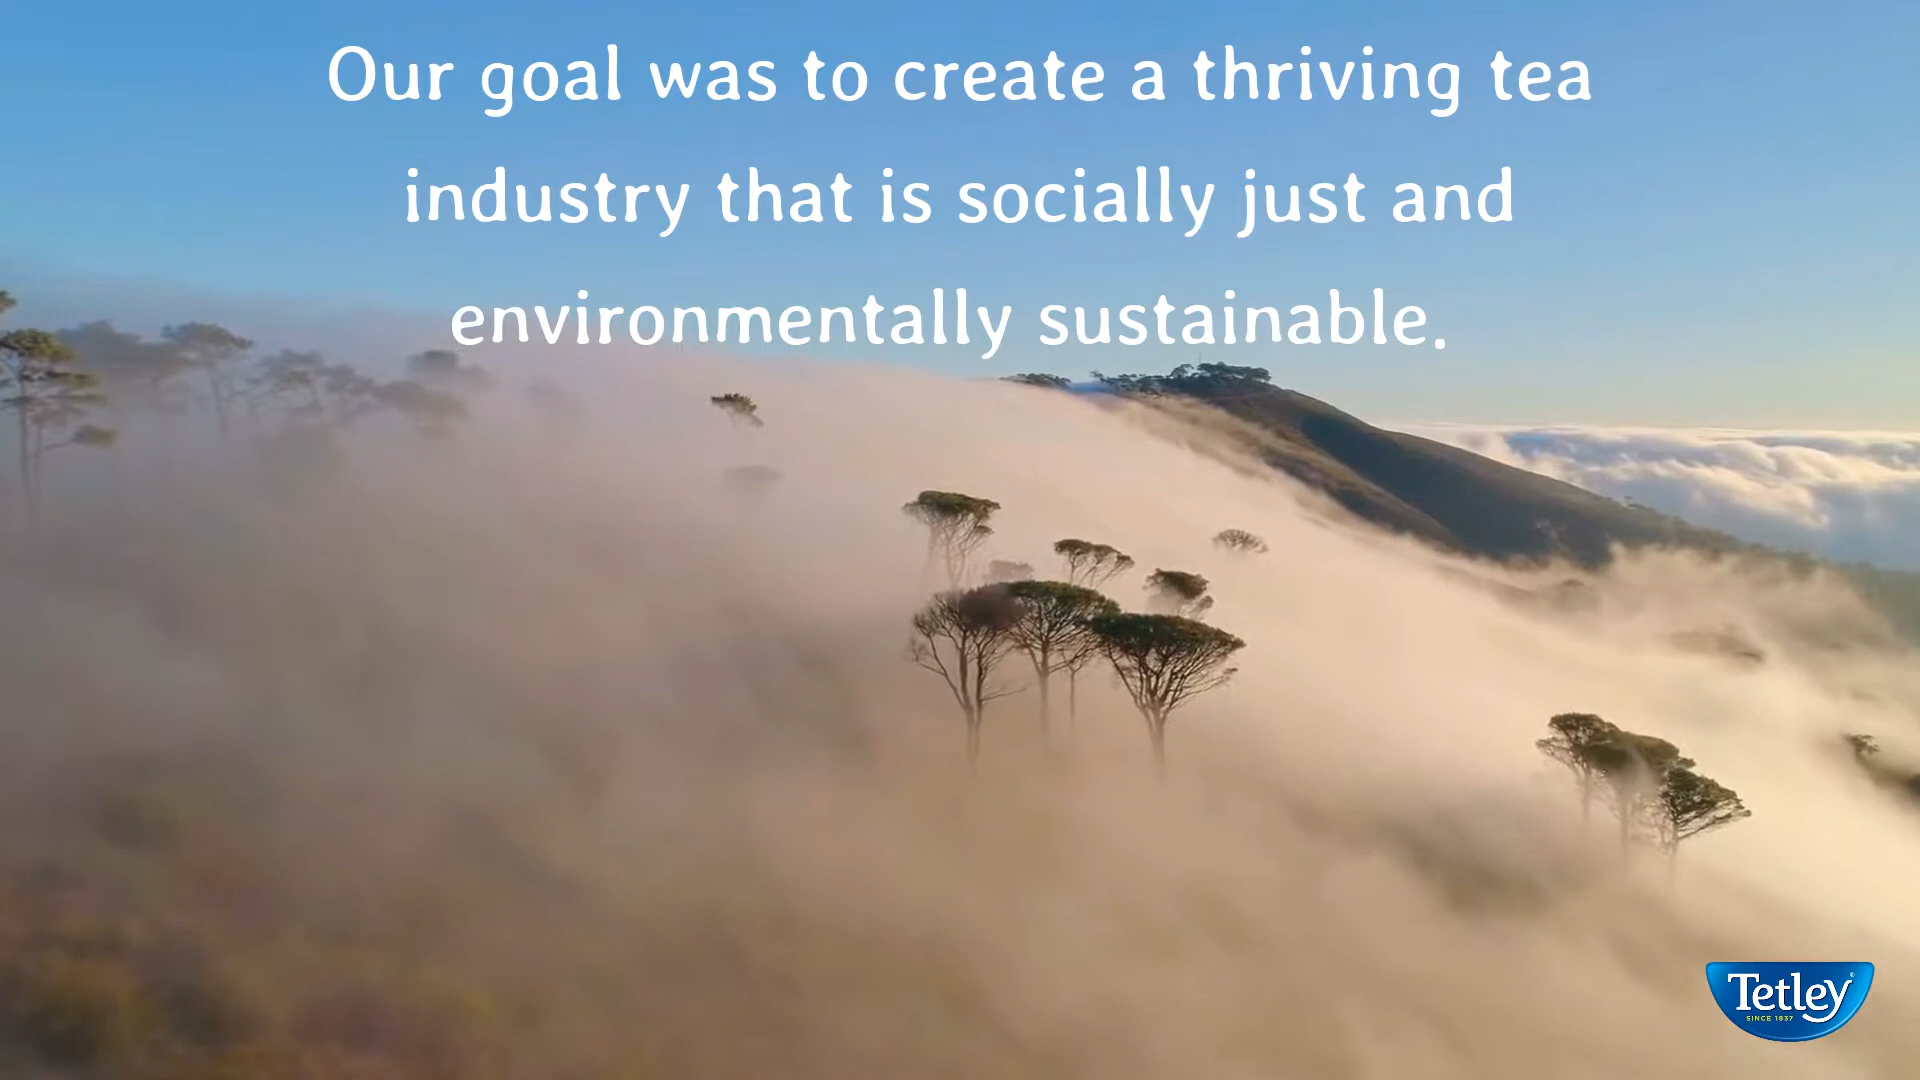 Our goal was to create a thriving tea
industry that is socially just and
environmentally sustainable.
Tetley®
SINCE 1837